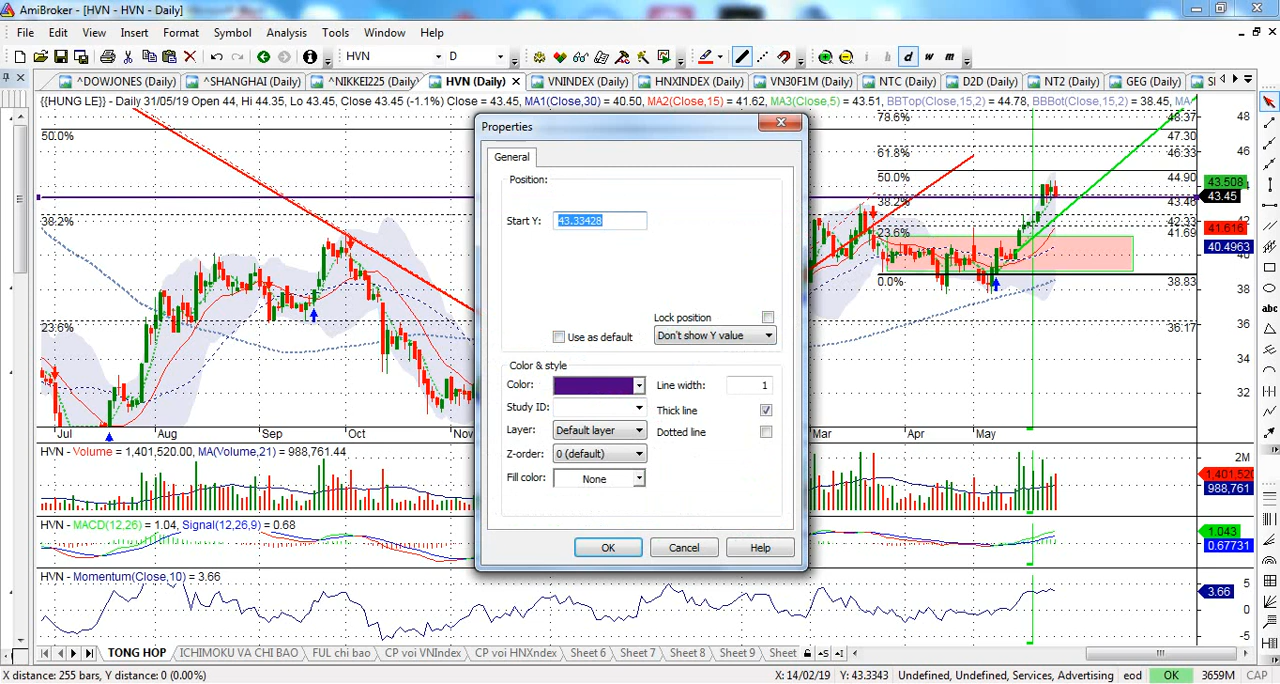 AmiBroker - [HVN - HVN - Daily]
File Edit View Insert Format Symbol Analysis Tools Window Help
HVN D i h d w m
^DOWJONES (Daily) ^SHANGHAI (Daily) ^NIKKEI225 (Daily) HVN (Daily) VNINDEX (Daily) HNXINDEX (Daily) VN30F1M (Daily) NTC (Daily) D2D (Daily) NT2 (Daily) GEG (Daily)
{{HUNG LE}} - Daily 31/05/19 Open 44, Hi 44.35, Lo 43.45, Close 43.45 (-1.1%) Close = 43.45, MA1(Close,30) = 40.50, MA2(Close,15) = 41.62, MA3(Close,5) = 43.51, BBTop(Close,15,2) = 44.78, BBBot(Close,15,2) = 38.45,
50.0%
38.2%
23.6%
78.6% 48.37
47.30
61.8% 46.33
50.0% 44.90
38.2% 43.46
42.33
23.6% 41.69
0.0% 38.83
36.17
48
46
43.508
43.45
42
41.616
40.4963
40
38
36
34
32
abc
Properties
General
Position:
Start Y: 43.33428
Lock position
Use as default Don't show Y value
Color & style
Color: Line width: 1
Study ID: Thick line
Layer: Default layer Dotted line
Z-order: 0 (default)
Fill color: None
OK Cancel Help
Jul Aug Sep Oct Nov Mar Apr May
HVN - Volume = 1,401,520.00, MA(Volume,21) = 988,761.44
2M
1,401,520
988,761
HVN - MACD(12,26) = 1.04, Signal(12,26,9) = 0.68
1.043
0.67731
HVN - Momentum(Close,10) = 3.66
5
3.66
0
-5
TONG HOP ICHIMOKU VA CHI BAO FUL chi bao CP voi VNIndex CP voi HNXndex Sheet 6 Sheet 7 Sheet 8 Sheet 9 Sheet
X distance: 255 bars, Y distance: 0 (0.00%) X: 14/02/19 Y: 43.3343 Undefined, Undefined, Services, Advertising eod OK 3659M CAP